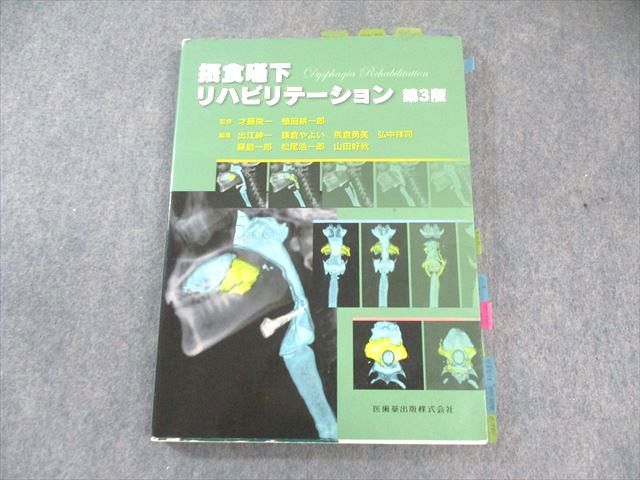 摂食嚥下
Dysphagia Rehabilitation
リハビリテーション 第3版
監修 才藤栄一 植田耕一郎
編集 出江紳一 鎌倉やよい 熊倉勇美 弘中祥司
藤島一郎 松尾浩一郎 山田好秋
医歯薬出版株式会社